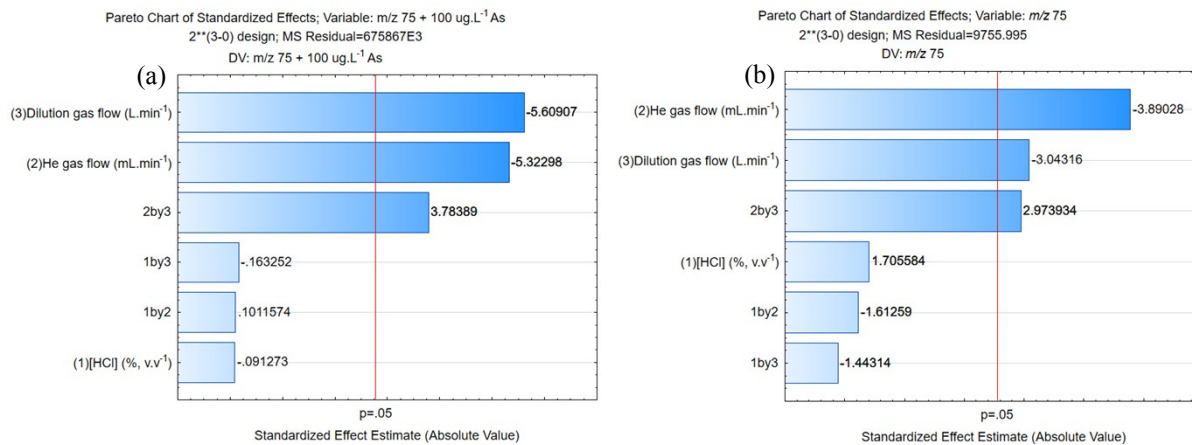 Pareto Chart of Standardized Effects; Variable: m/z 75 + 100 ug.L⁻¹ As
2**(3-0) design; MS Residual=675867E3
DV: m/z 75 + 100 ug.L⁻¹ As
(a)
(3)Dilution gas flow (L.min⁻¹)
-5.60907
(2)He gas flow (mL.min⁻¹)
-5.32298
2by3
3.78389
1by3
-.163252
1by2
.1011574
(1)[HCl] (%, v.v⁻¹)
-.091273
p=.05
Standardized Effect Estimate (Absolute Value)
Pareto Chart of Standardized Effects; Variable: m/z 75
2**(3-0) design; MS Residual=9755.995
DV: m/z 75
(b)
(2)He gas flow (mL.min⁻¹)
-3.89028
(3)Dilution gas flow (L.min⁻¹)
-3.04316
2by3
2.973934
(1)[HCl] (%, v.v⁻¹)
1.705584
1by2
-1.61259
1by3
-1.44314
p=.05
Standardized Effect Estimate (Absolute Value)